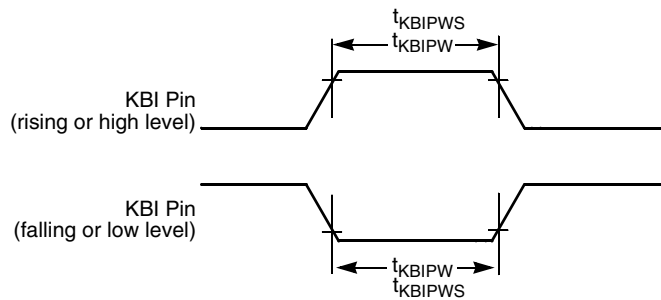 tKBIPWS
tKBIPW
KBI Pin
(rising or high level)
KBI Pin
(falling or low level)
tKBIPW
tKBIPWS